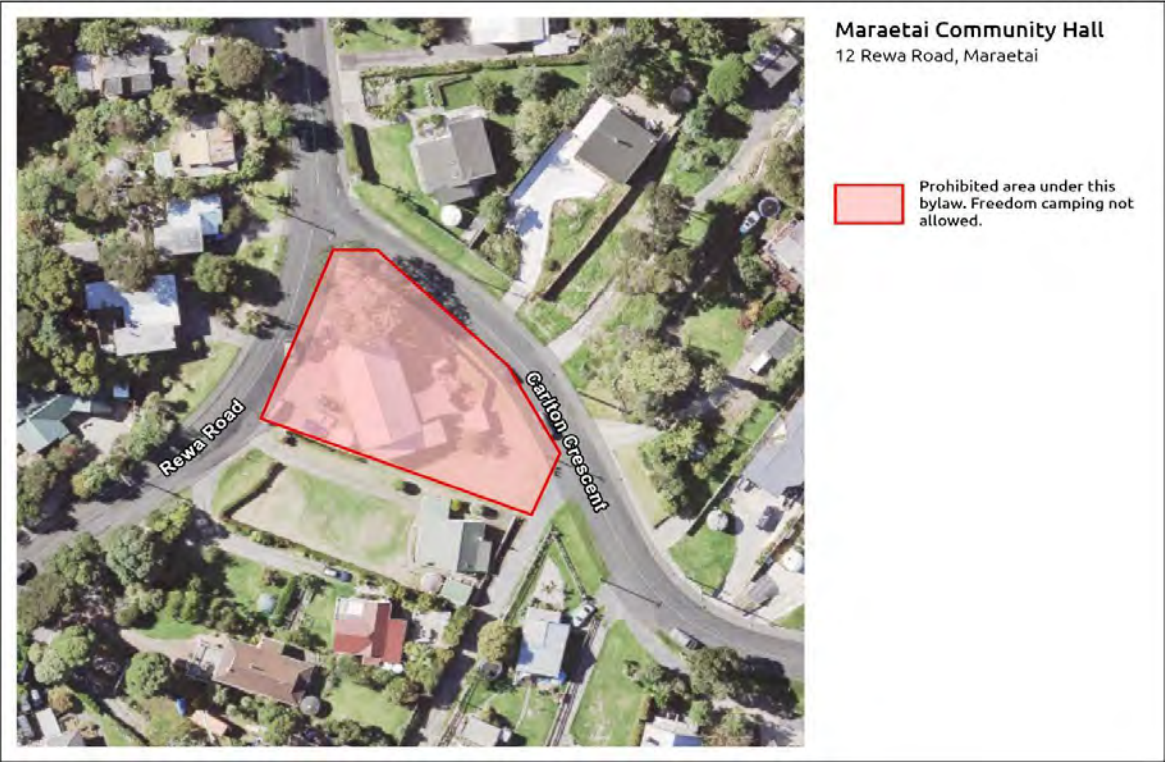 Maraetai Community Hall
12 Rewa Road, Maraetai
Prohibited area under this
bylaw. Freedom camping not
allowed.
Rewa Road
Carlton Crescent